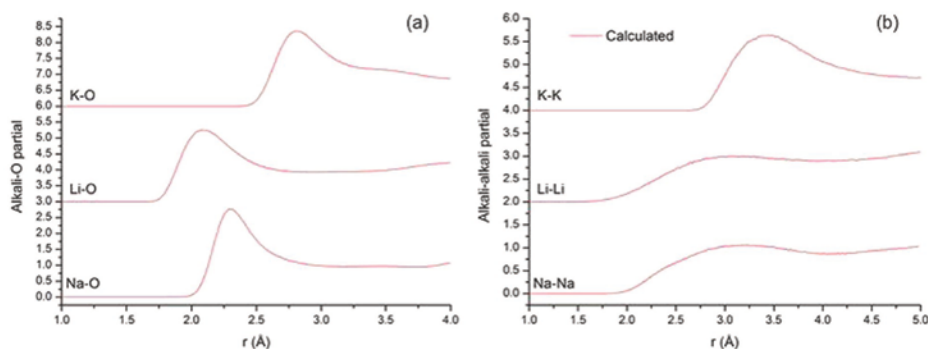 (a)
8.5
8.0
7.5
7.0
6.5
6.0
5.5
5.0
4.5
4.0
3.5
3.0
2.5
2.0
1.5
1.0
0.5
0.0
K-O
Li-O
Na-O
Alkali-O partial
1.0 1.5 2.0 2.5 3.0 3.5 4.0
r (Å)
(b)
Calculated
6.0
5.5
5.0
4.5
4.0
3.5
3.0
2.5
2.0
1.5
1.0
0.5
0.0
K-K
Li-Li
Na-Na
Alkali-alkali partial
1.0 1.5 2.0 2.5 3.0 3.5 4.0 4.5 5.0
r (Å)